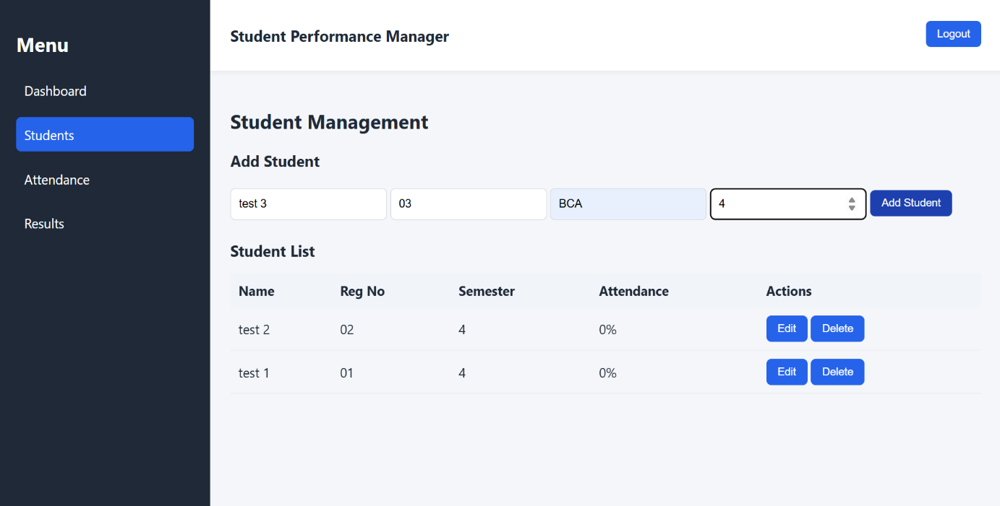 Menu
Dashboard
Students
Attendance
Results
Student Performance Manager
Logout
Student Management
Add Student
test 3 03 BCA 4 Add Student
Student List
Name Reg No Semester Attendance Actions
test 2 02 4 0% Edit Delete
test 1 01 4 0% Edit Delete